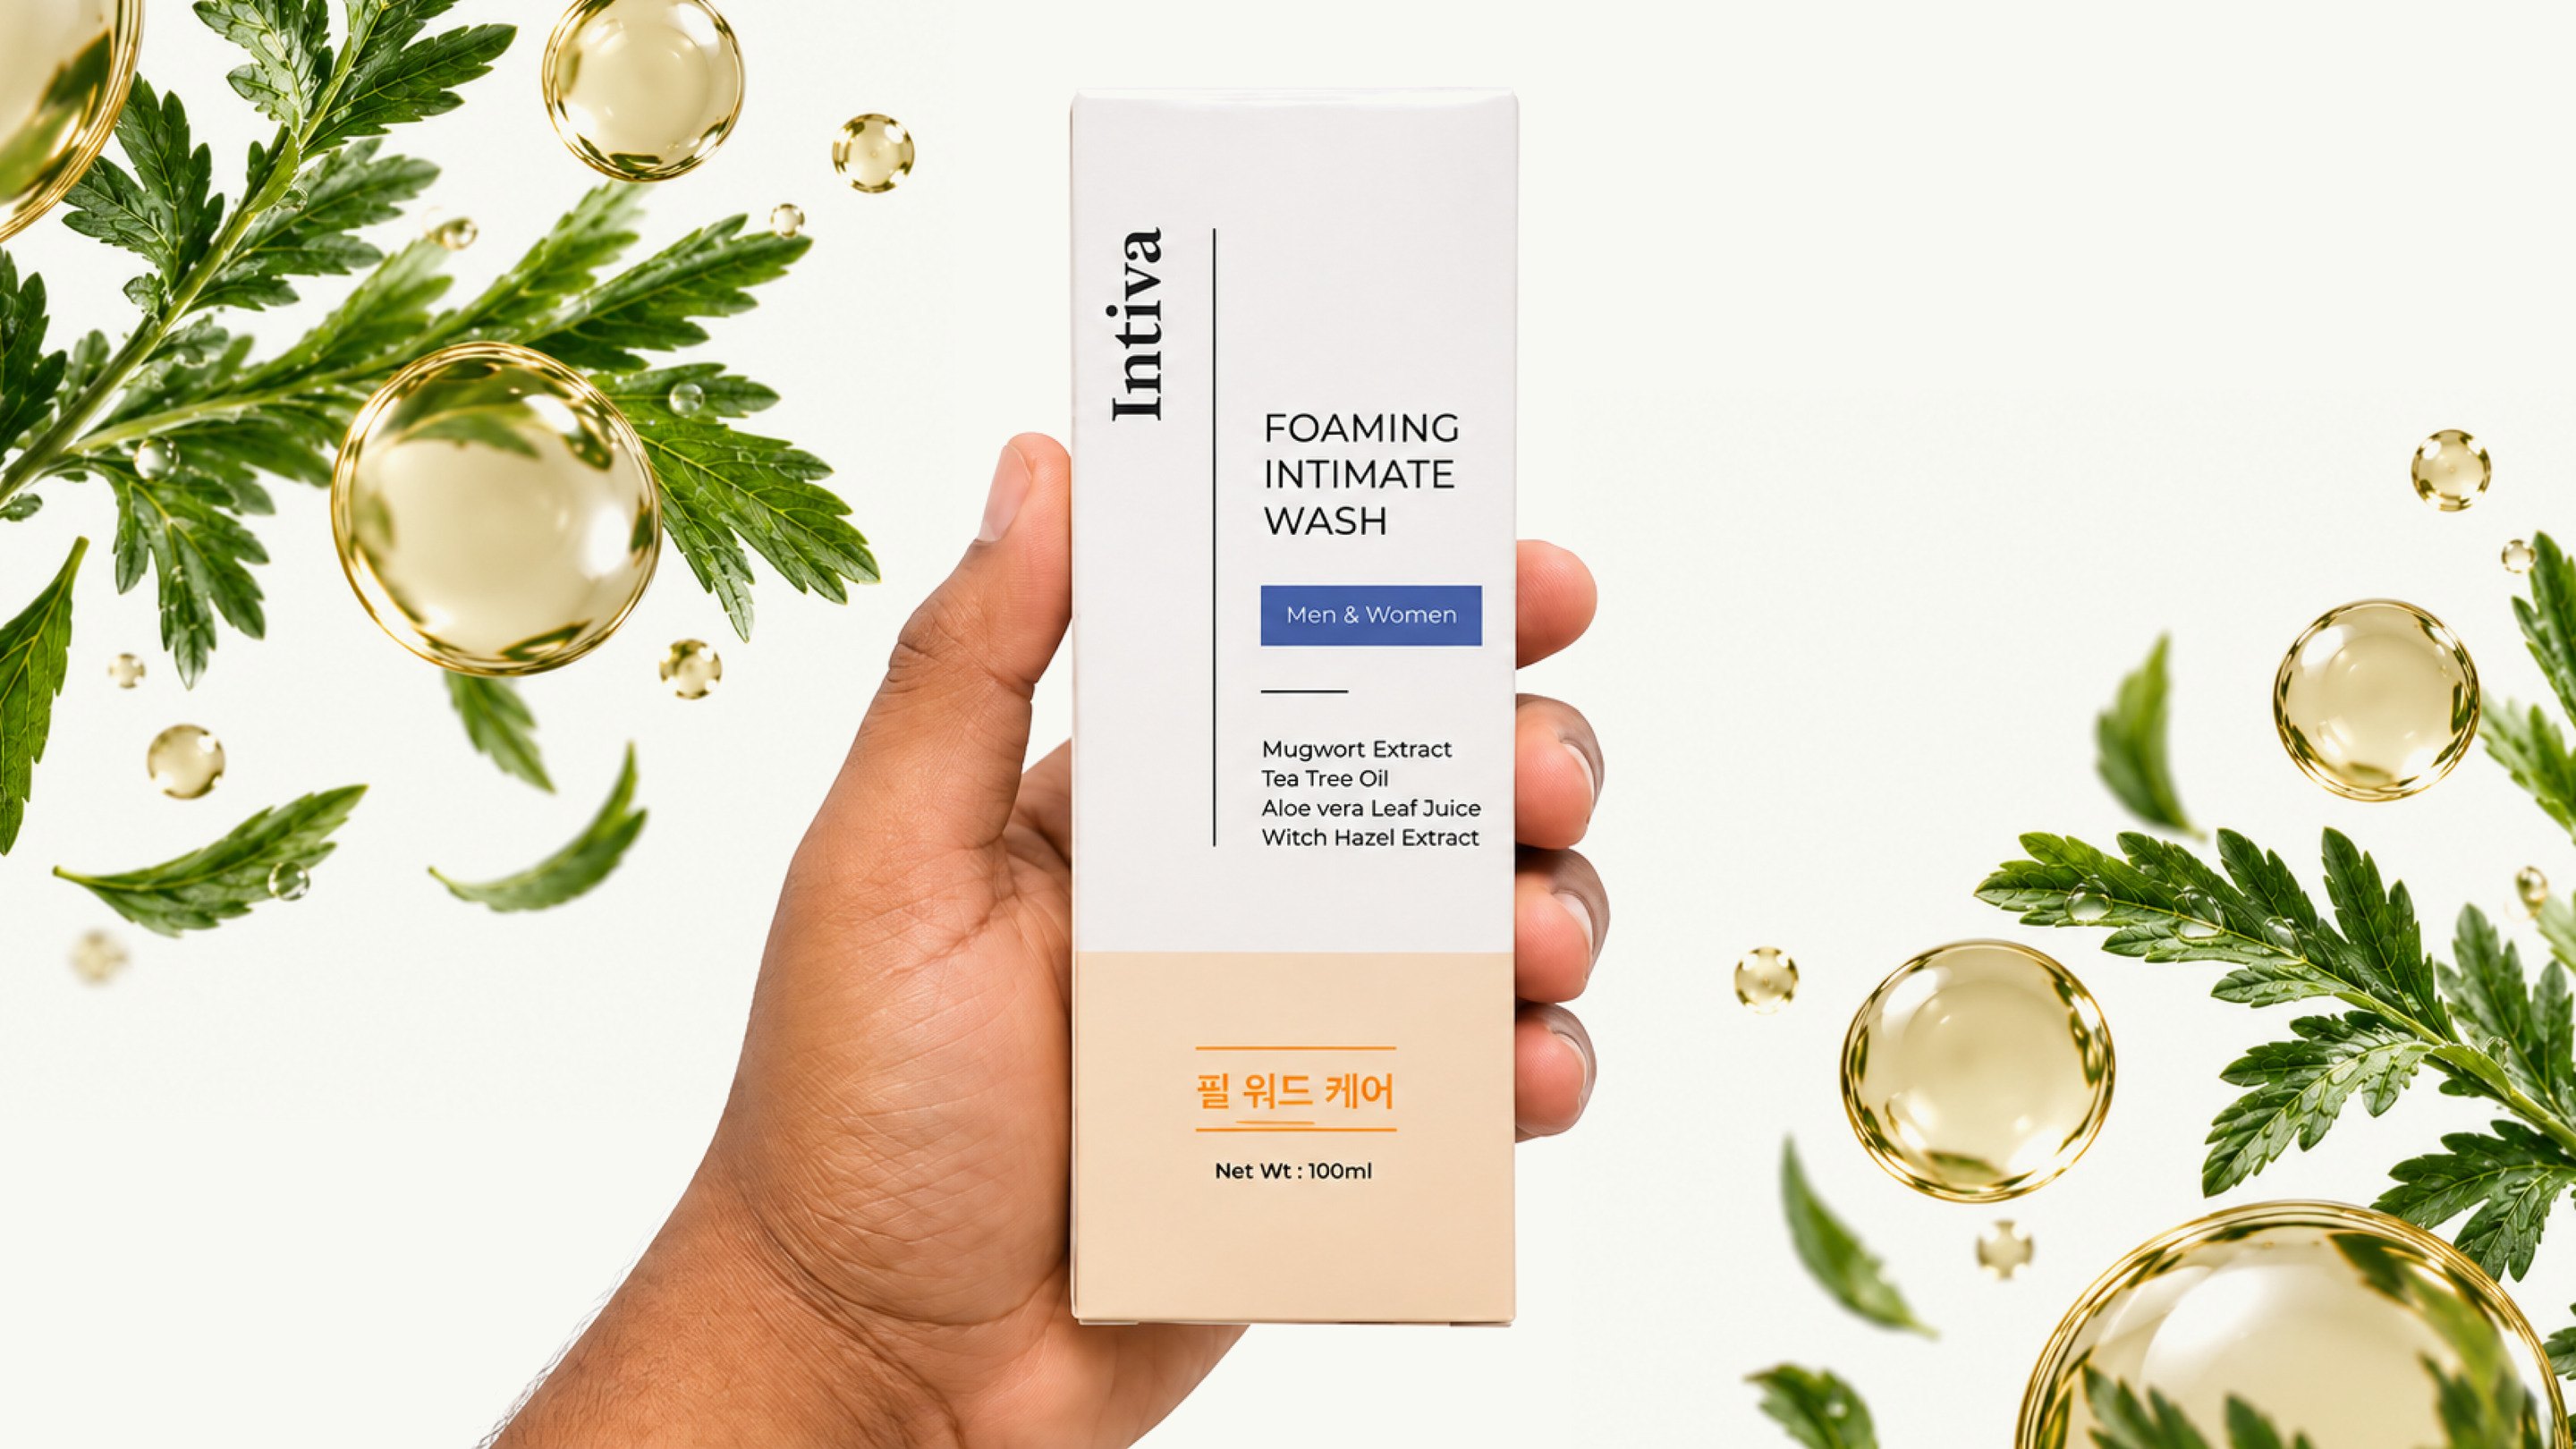 Intiva
FOAMING
INTIMATE
WASH
Men & Women
Mugwort Extract
Tea Tree Oil
Aloe vera Leaf Juice
Witch Hazel Extract
필 워드 케어
Net Wt : 100ml